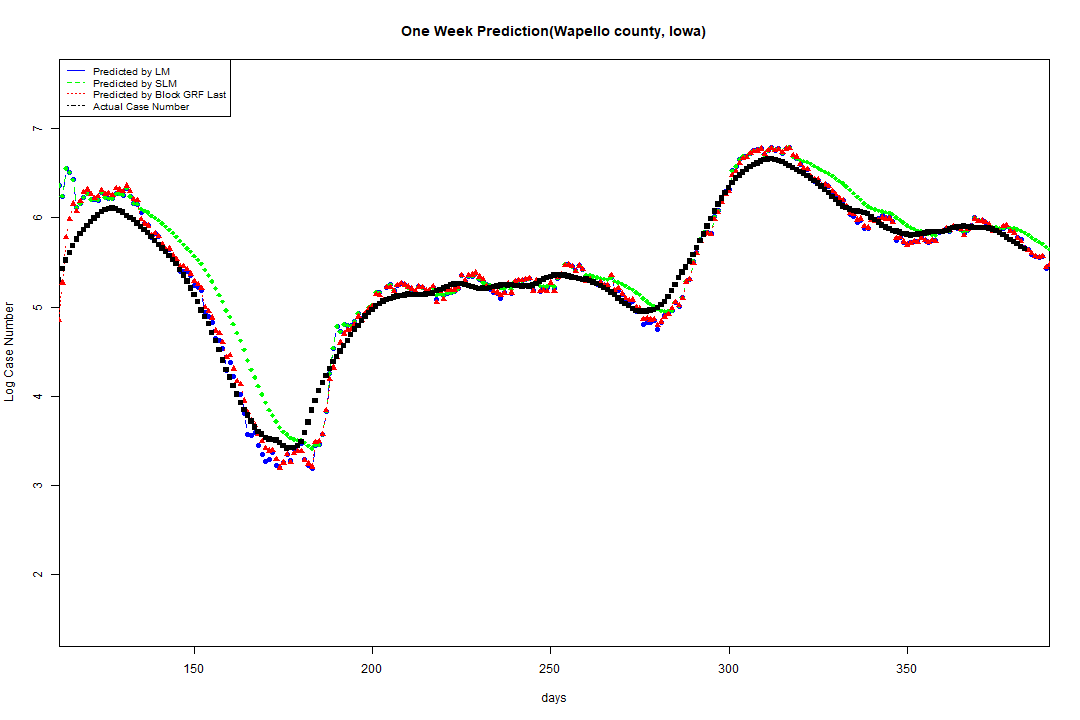 One Week Prediction(Wapello county, Iowa)
Predicted by LM
Predicted by SLM
Predicted by Block GRF Last
Actual Case Number
7
6
5
4
3
2
Log Case Number
150 200 250 300 350
days